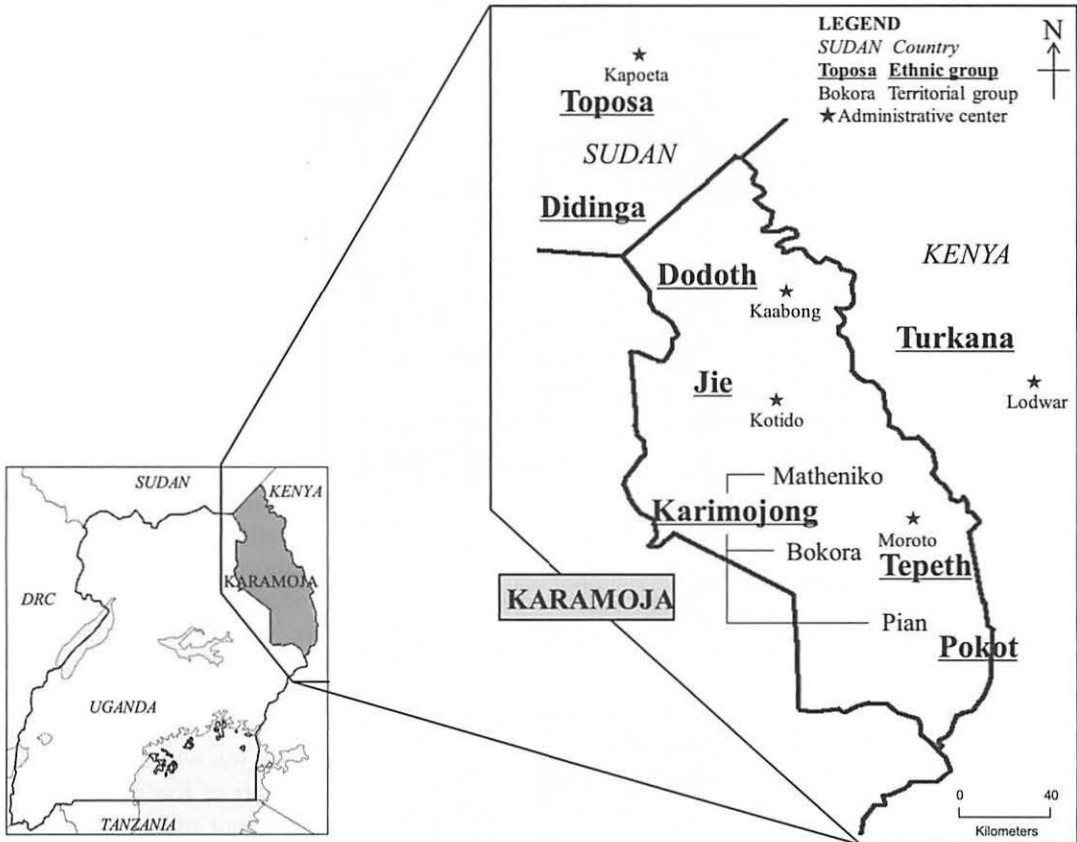 LEGEND
SUDAN Country
Toposa Ethnic group
Bokora Territorial group
★Administrative center
N
Kapoeta
Toposa
SUDAN
Didinga
KENYA
Dodoth
Kaabong
Turkana
Jie
Lodwar
Kotido
Matheniko
Karimojong
Moroto
Bokora
Tepeth
KARAMOJA
Pian
Pokot
0 40
Kilometers
SUDAN
KENYA
KARAMOJA
DRC
UGANDA
TANZANIA